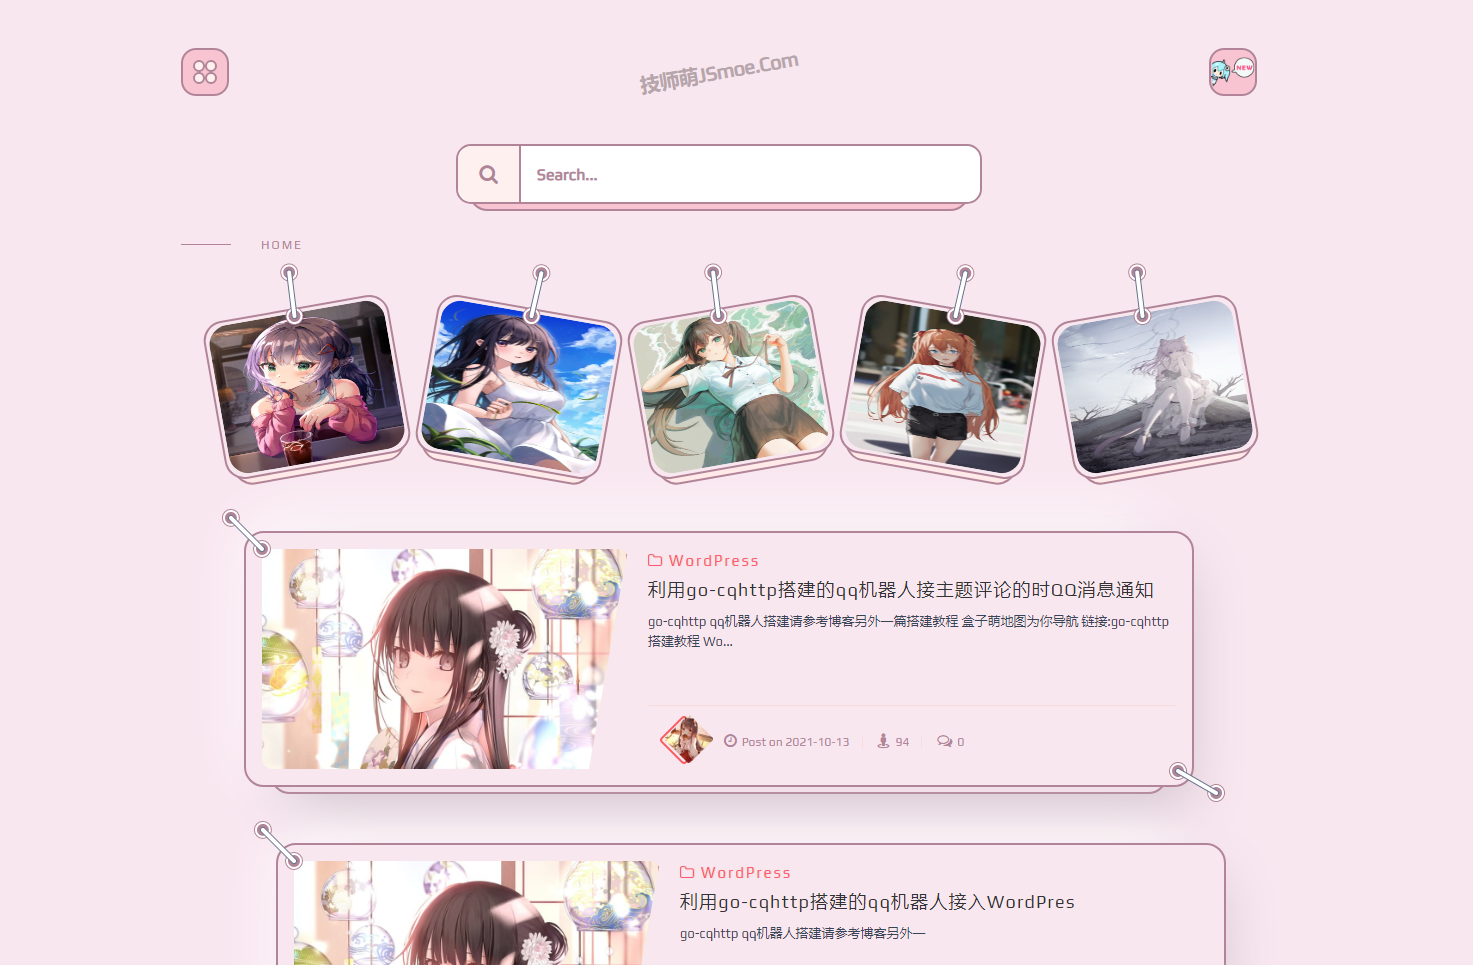 技师萌JSmoe.Com
NEW
Search...
HOME
WordPress
利用go-cqhttp搭建的qq机器人接主题评论的时QQ消息通知
go-cqhttp qq机器人搭建请参考博客另外一篇搭建教程 盒子萌地图为你导航 链接:go-cqhttp
搭建教程 Wo...
Post on 2021-10-13 94 0
WordPress
利用go-cqhttp搭建的qq机器人接入WordPres
go-cqhttp qq机器人搭建请参考博客另外一